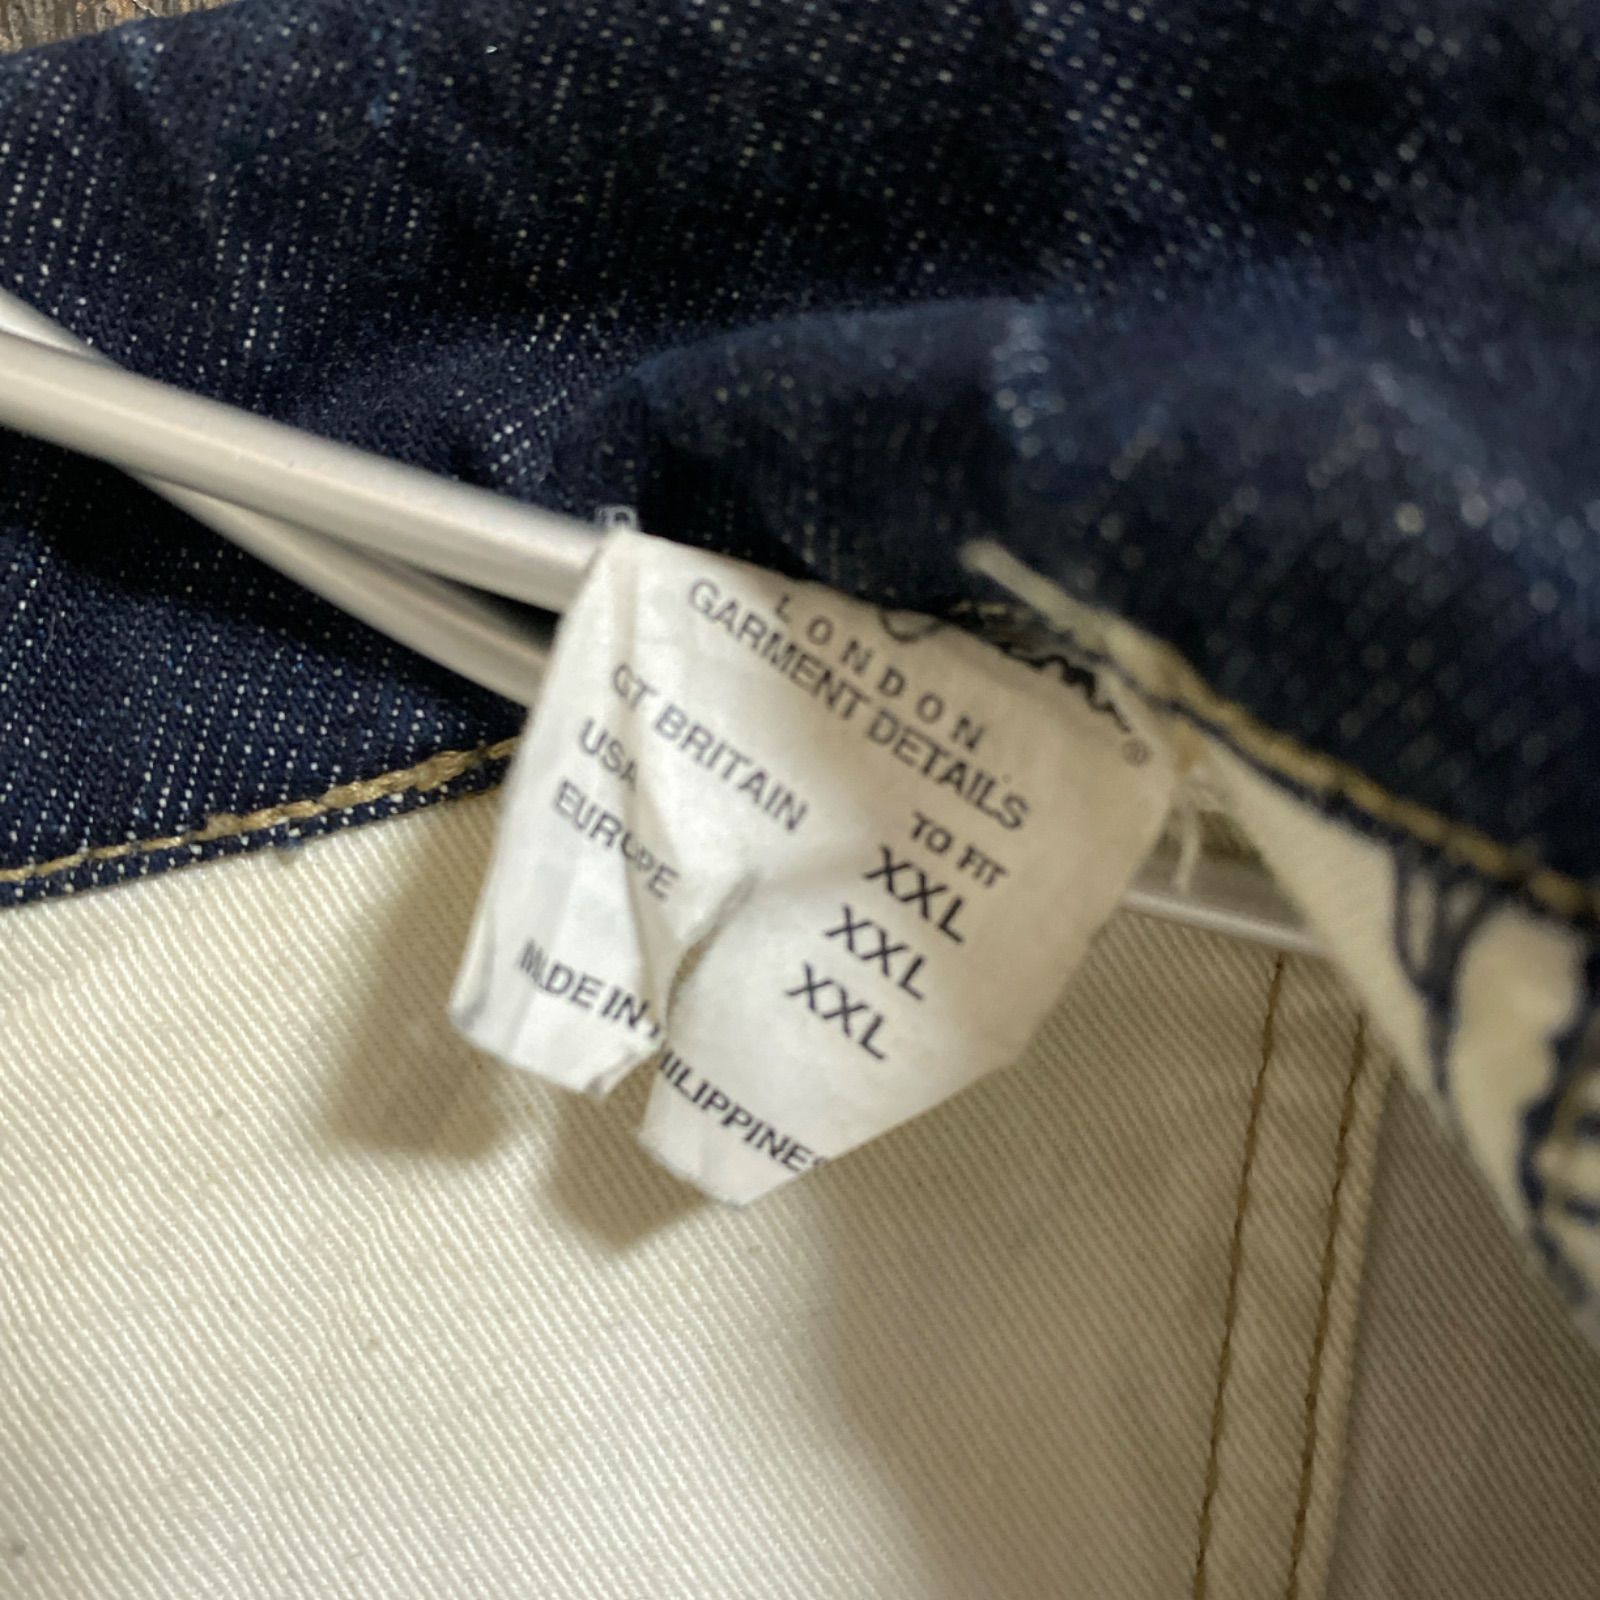 LONDON
GARMENT DETAILS
TO FIT
GT BRITAIN XXL
USA XXL
EUROPE XXL
MADE IN PHILIPPINES